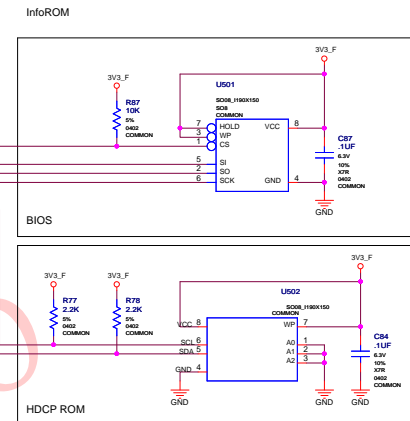 InfoROM
3V3_F
3V3_F
R87
10K
5%
0402
COMMON
U501
SO08_I190X150
SO8
COMMON
7 HOLD VCC 8
3 WP
1 CS
5 SI
2 SO
6 SCK GND 4
C87
.1UF
6.3V
10%
X7R
0402
COMMON
GND
BIOS
3V3_F
3V3_F
3V3_F
R77
2.2K
5%
0402
COMMON
R78
2.2K
5%
0402
COMMON
U502
SO08_I190X150
COMMON
VCC 8 WP 7
SCL 6 A0 1
SDA 5 A1 2
A2 3
GND 4
C84
.1UF
6.3V
10%
X7R
0402
COMMON
GND
GND
GND
HDCP ROM